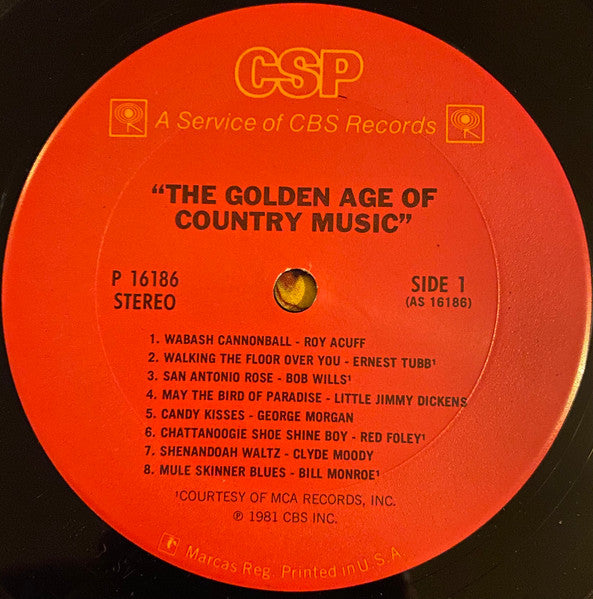 CSP
A Service of CBS Records
“THE GOLDEN AGE OF
COUNTRY MUSIC”
P 16186
STEREO
SIDE 1
(AS 16186)
1. WABASH CANNONBALL - ROY ACUFF
2. WALKING THE FLOOR OVER YOU - ERNEST TUBB¹
3. SAN ANTONIO ROSE - BOB WILLS¹
4. MAY THE BIRD OF PARADISE - LITTLE JIMMY DICKENS
5. CANDY KISSES - GEORGE MORGAN
6. CHATTANOOGIE SHOE SHINE BOY - RED FOLEY¹
7. SHENANDOAH WALTZ - CLYDE MOODY
8. MULE SKINNER BLUES - BILL MONROE¹
¹COURTESY OF MCA RECORDS, INC.
℗ 1981 CBS INC.
Marcas Reg. Printed in U.S.A.